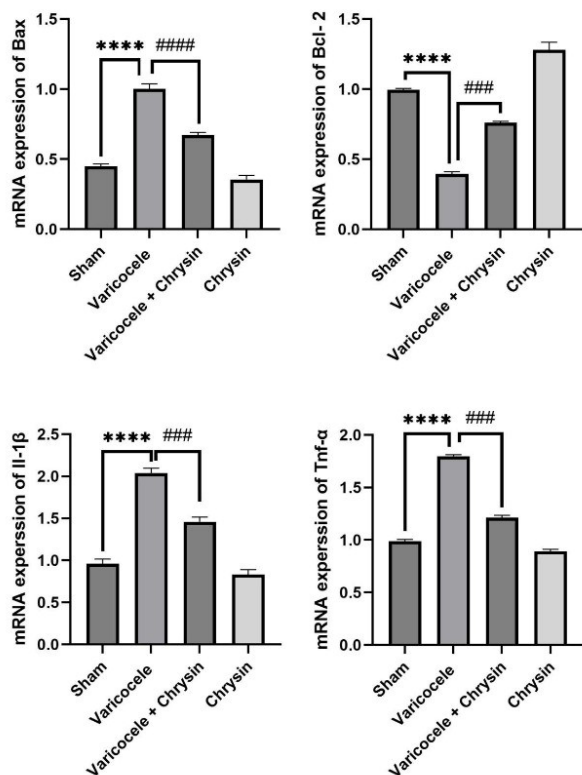 mRNA expression of Bax
1.5
1.0
0.5
0.0
**** ####
Sham
Varicocele
Varicocele + Chrysin
Chrysin
mRNA expression of Bcl- 2
1.5
1.0
0.5
0.0
**** ###
Sham
Varicocele
Varicocele + Chrysin
Chrysin
mRNA experssion of Il-1β
2.5
2.0
1.5
1.0
0.5
0.0
**** ###
Sham
Varicocele
Varicocele + Chrysin
Chrysin
mRNA experssion of Tnf-α
2.0
1.5
1.0
0.5
0.0
**** ###
Sham
Varicocele
Varicocele + Chrysin
Chrysin